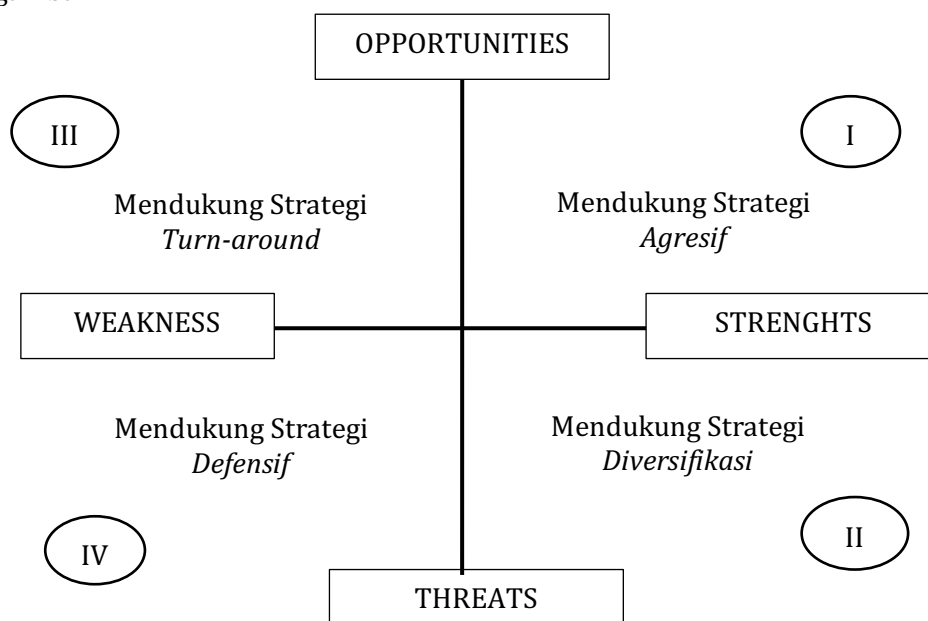 OPPORTUNITIES
III
I
Mendukung Strategi
Turn-around
Mendukung Strategi
Agresif
WEAKNESS
STRENGHTS
Mendukung Strategi
Defensif
Mendukung Strategi
Diversifikasi
IV
II
THREATS